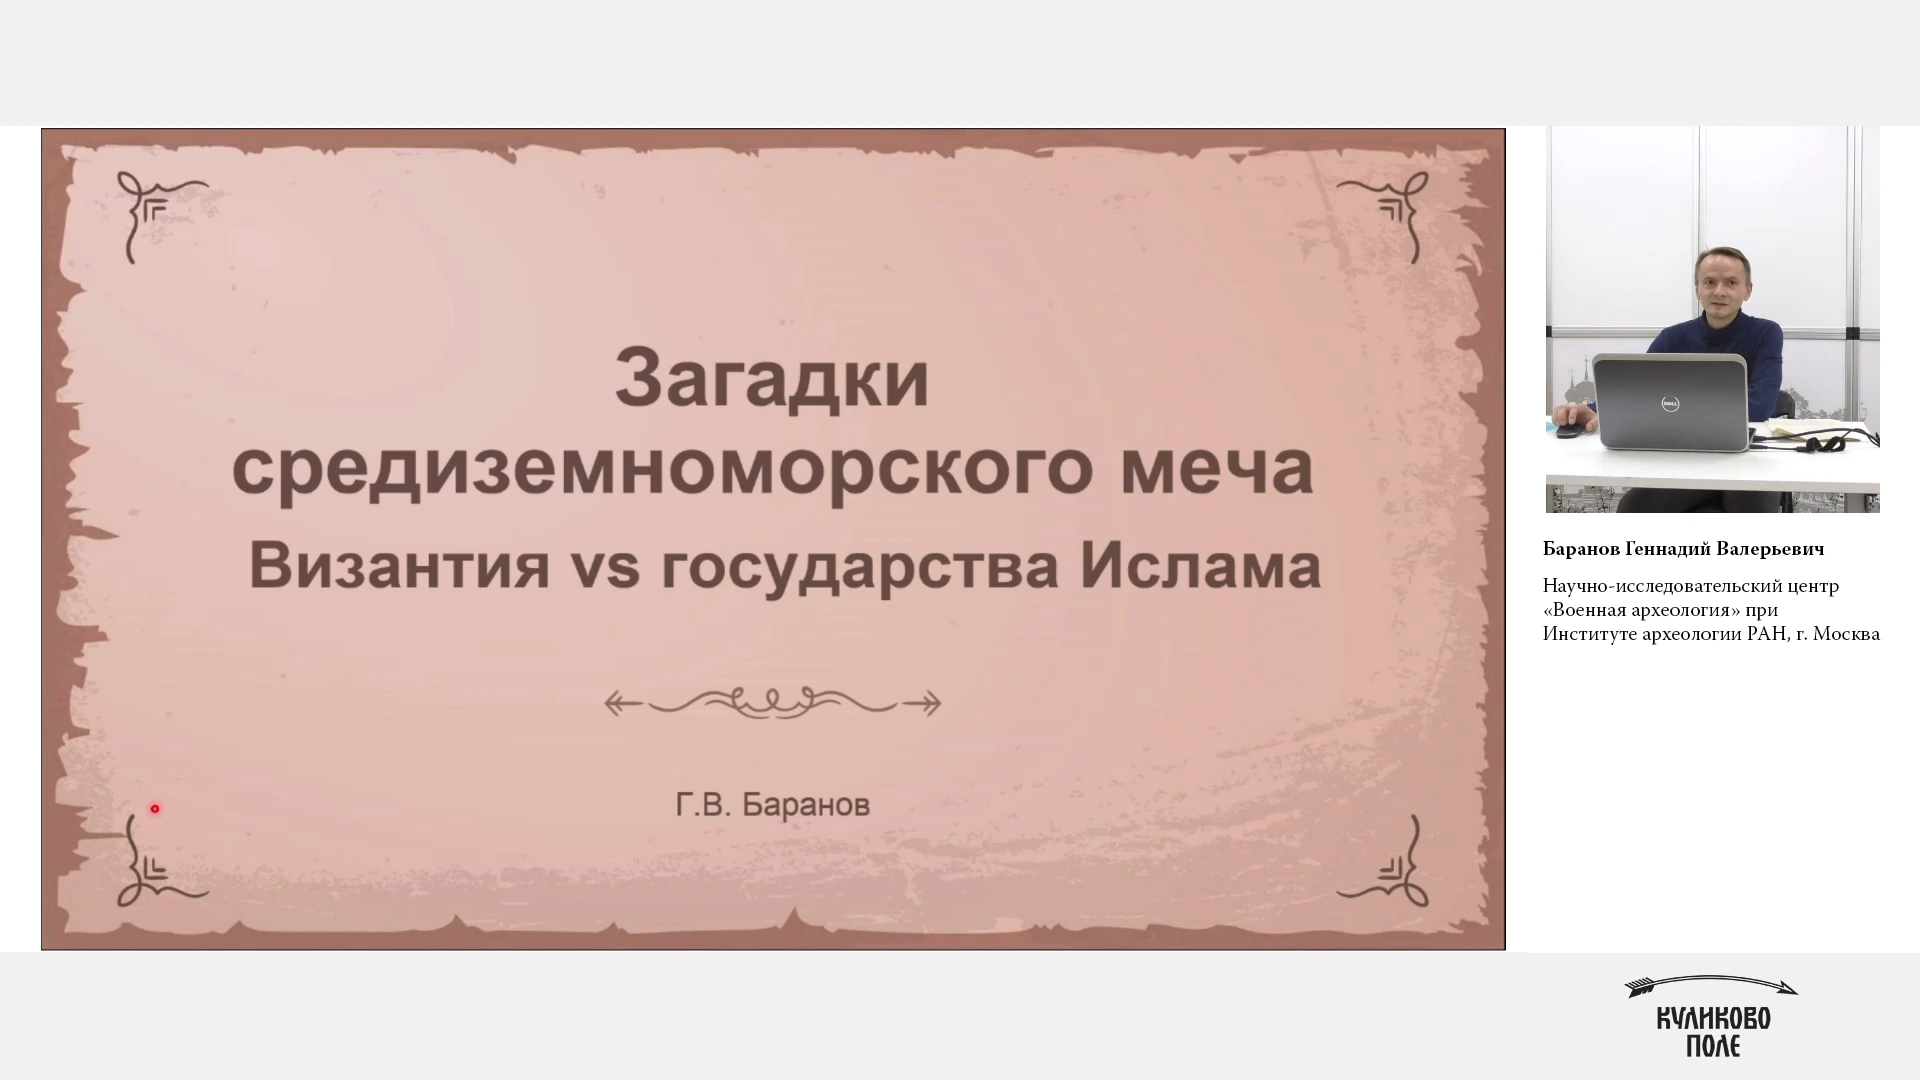 Загадки
средиземноморского меча
Византия vs государства Ислама
Г.В. Баранов
DELL
Баранов Геннадий Валерьевич
Научно-исследовательский центр
«Военная археология» при
Институте археологии РАН, г. Москва
КУЛИКОВО
ПОЛЕ